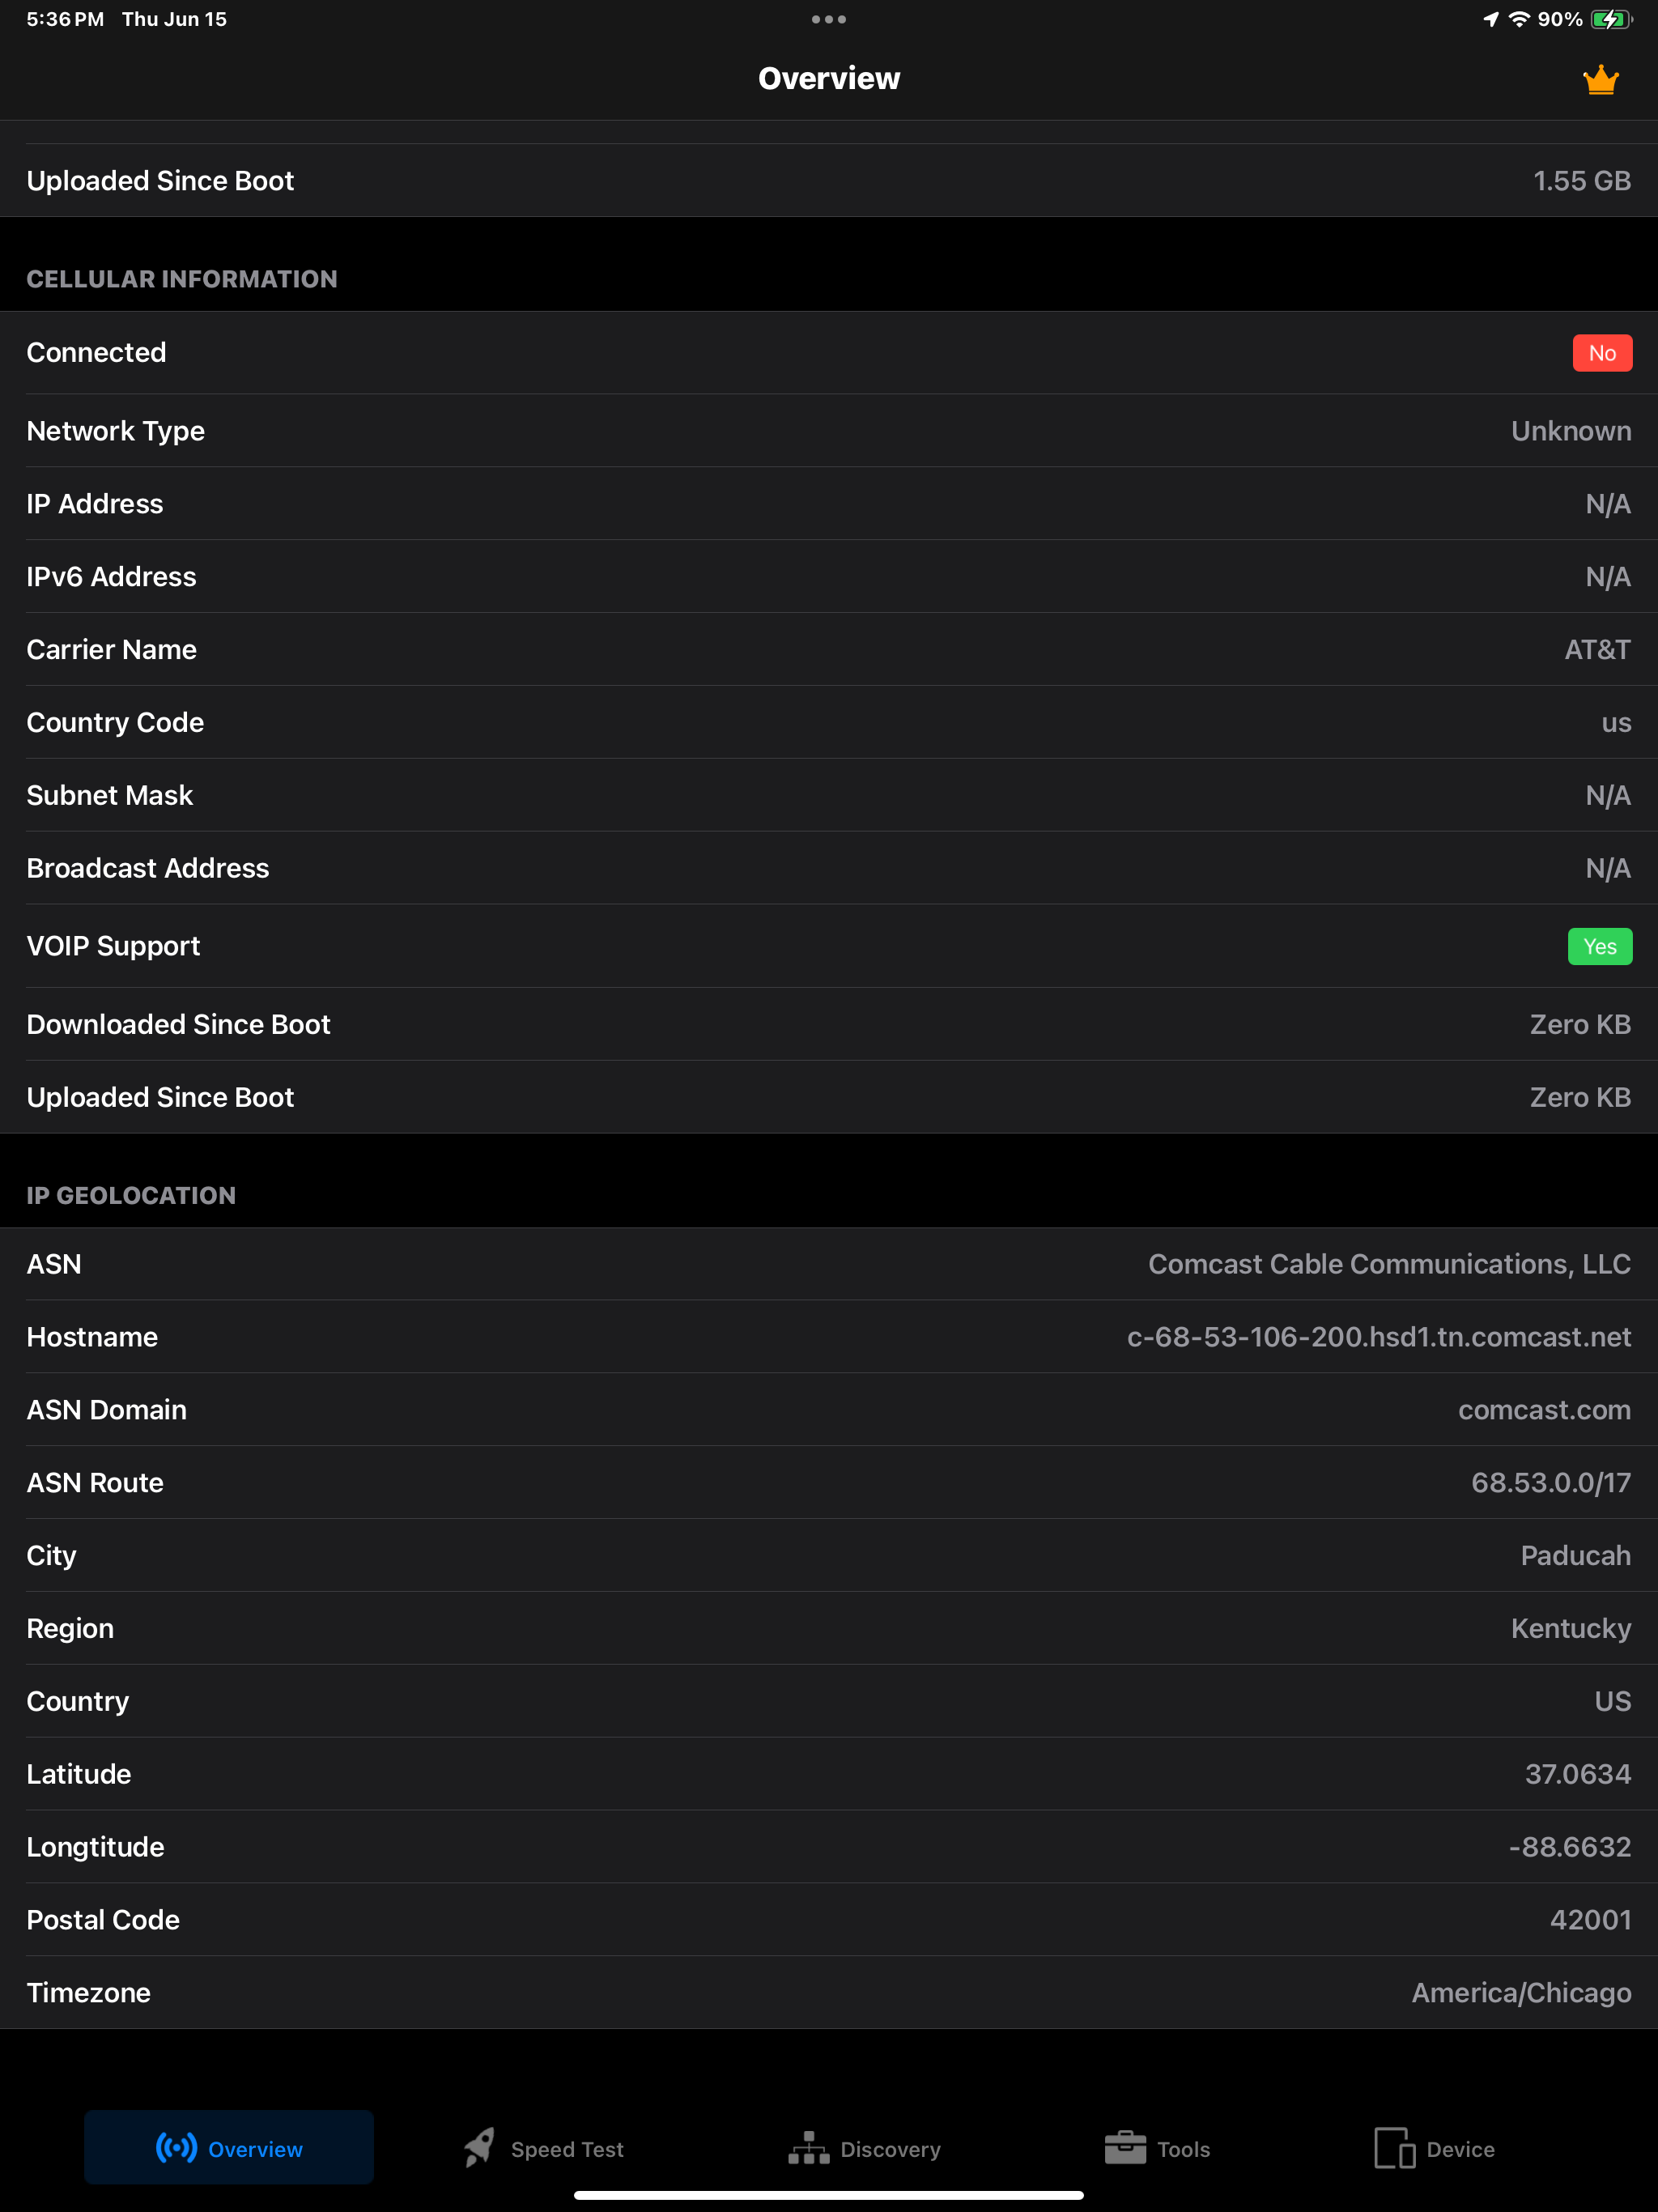 5:36 PM Thu Jun 15 90%
Overview
Uploaded Since Boot 1.55 GB
CELLULAR INFORMATION
Connected No
Network Type Unknown
IP Address N/A
IPv6 Address N/A
Carrier Name AT&T
Country Code us
Subnet Mask N/A
Broadcast Address N/A
VOIP Support Yes
Downloaded Since Boot Zero KB
Uploaded Since Boot Zero KB
IP GEOLOCATION
ASN Comcast Cable Communications, LLC
Hostname c-68-53-106-200.hsd1.tn.comcast.net
ASN Domain comcast.com
ASN Route 68.53.0.0/17
City Paducah
Region Kentucky
Country US
Latitude 37.0634
Longtitude -88.6632
Postal Code 42001
Timezone America/Chicago
Overview Speed Test Discovery Tools Device